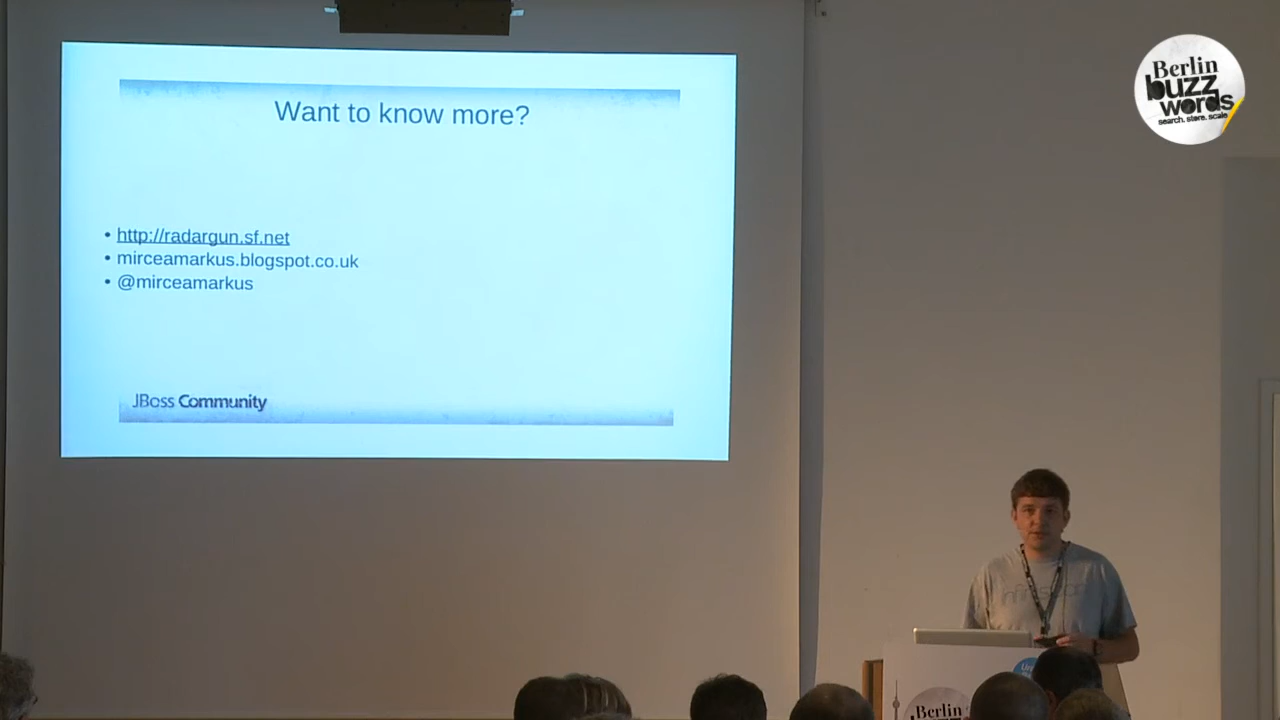 Want to know more?
• http://radargun.sf.net
• mirceamarkus.blogspot.co.uk
• @mirceamarkus
JBoss Community
Berlin
buzz
words
search. store. scale
Berlin